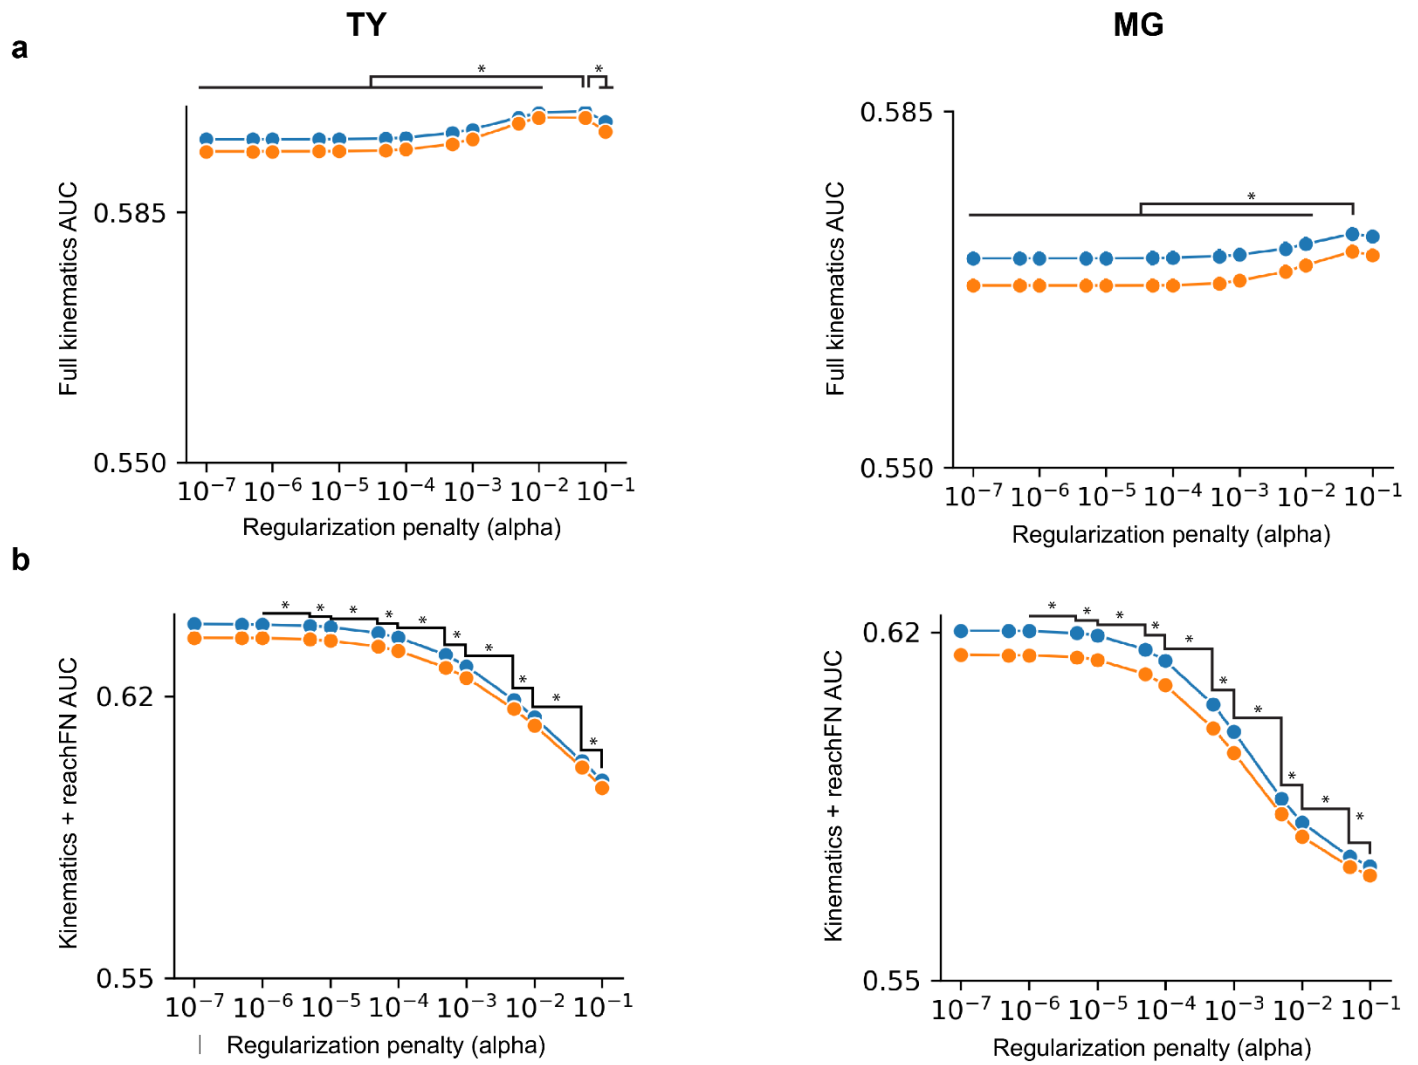 TY
MG
a
* *
Full kinematics AUC
0.585
0.550
10⁻⁷ 10⁻⁶ 10⁻⁵ 10⁻⁴ 10⁻³ 10⁻² 10⁻¹
Regularization penalty (alpha)
*
Full kinematics AUC
0.585
0.550
10⁻⁷ 10⁻⁶ 10⁻⁵ 10⁻⁴ 10⁻³ 10⁻² 10⁻¹
Regularization penalty (alpha)
b
* * * * * * * * * *
Kinematics + reachFN AUC
0.62
0.55
10⁻⁷ 10⁻⁶ 10⁻⁵ 10⁻⁴ 10⁻³ 10⁻² 10⁻¹
| Regularization penalty (alpha)
* * * * * * * * * *
Kinematics + reachFN AUC
0.62
0.55
10⁻⁷ 10⁻⁶ 10⁻⁵ 10⁻⁴ 10⁻³ 10⁻² 10⁻¹
Regularization penalty (alpha)